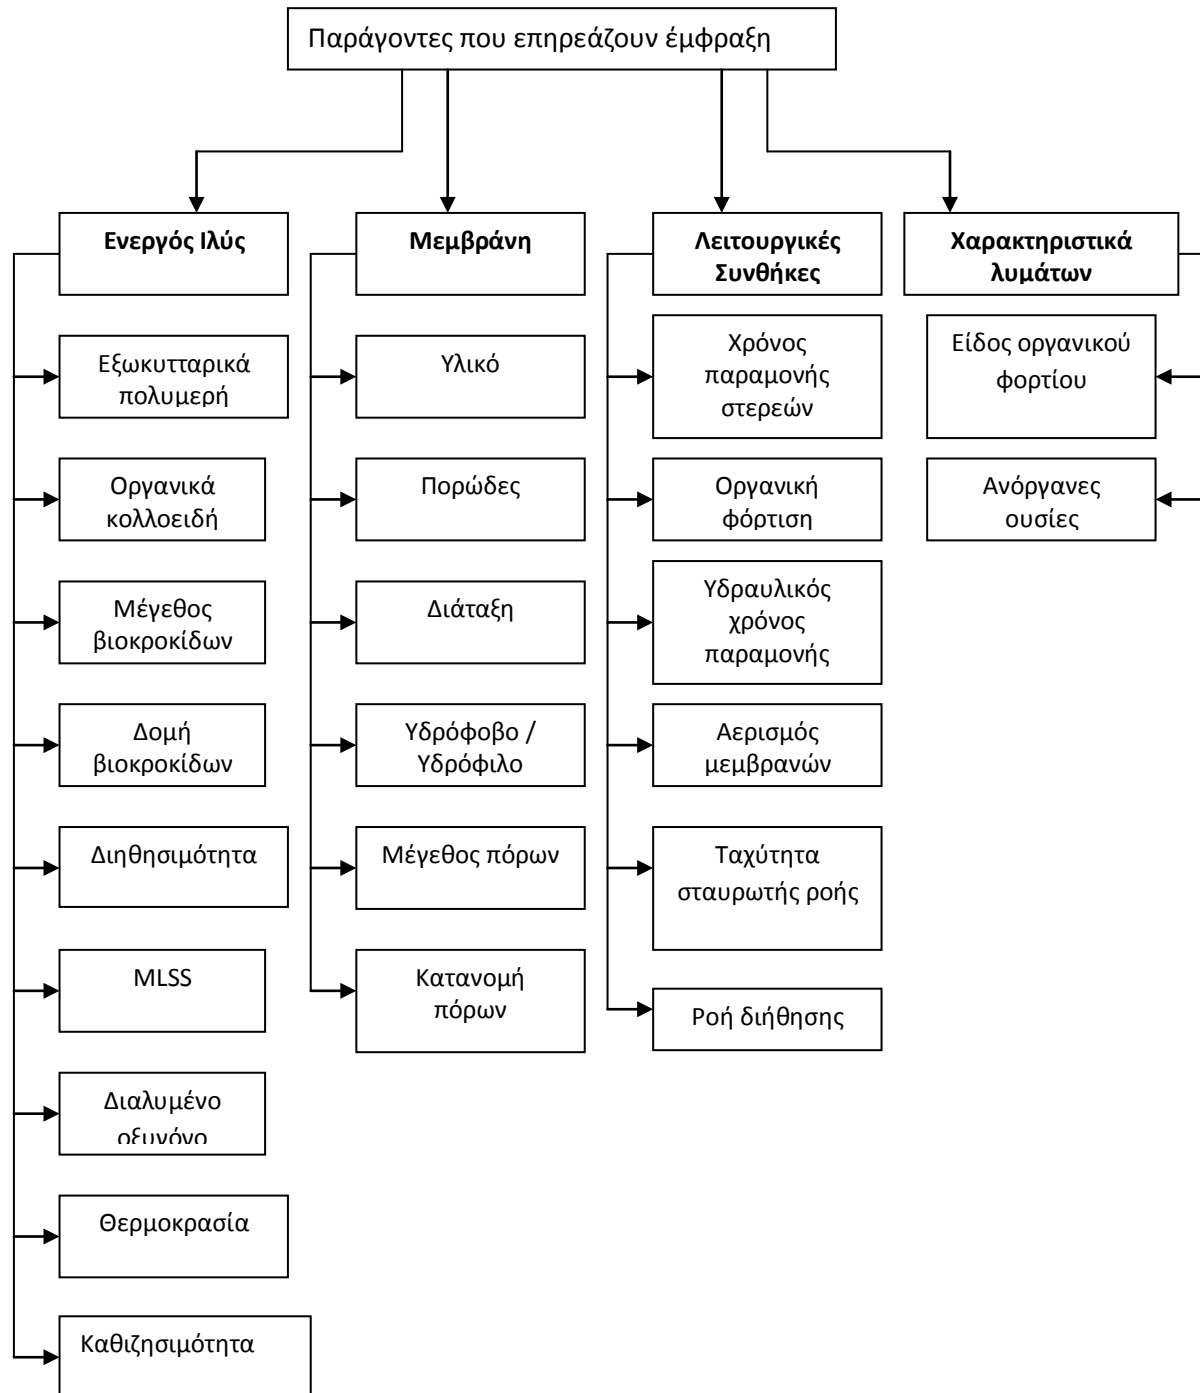 Παράγοντες που επηρεάζουν έμφραξη
Ενεργός Ιλύς
Εξωκυτταρικά
πολυμερή
Οργανικά
κολλοειδή
Μέγεθος
βιοκροκίδων
Δομή
βιοκροκίδων
Διηθησιμότητα
MLSS
Διαλυμένο
οξυνόνο
Θερμοκρασία
Καθιζησιμότητα
Μεμβράνη
Υλικό
Πορώδες
Διάταξη
Υδρόφοβο /
Υδρόφιλο
Μέγεθος πόρων
Κατανομή
πόρων
Λειτουργικές
Συνθήκες
Χρόνος
παραμονής
στερεών
Οργανική
φόρτιση
Υδραυλικός
χρόνος
παραμονής
Αερισμός
μεμβρανών
Ταχύτητα
σταυρωτής ροής
Ροή διήθησης
Χαρακτηριστικά
λυμάτων
Είδος οργανικού
φορτίου
Ανόργανες
ουσίες